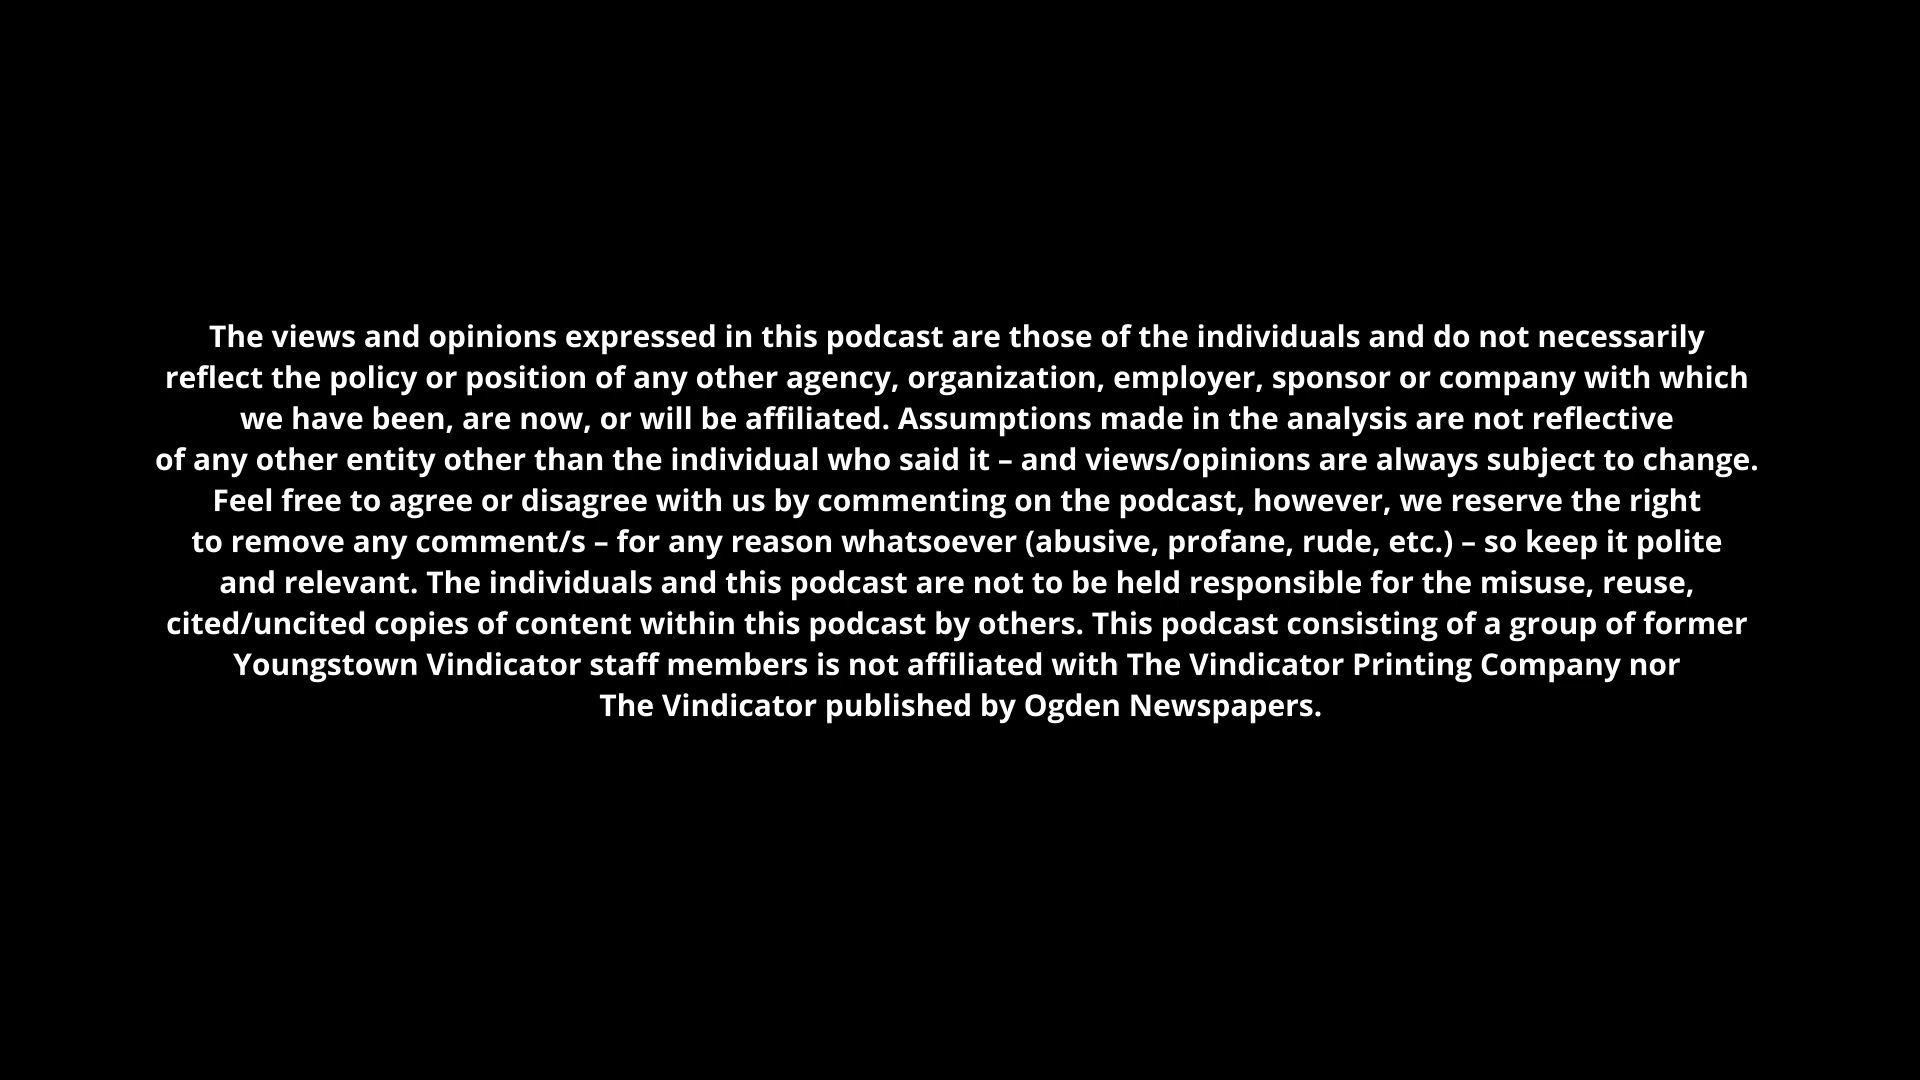 The views and opinions expressed in this podcast are those of the individuals and do not necessarily
reflect the policy or position of any other agency, organization, employer, sponsor or company with which
we have been, are now, or will be affiliated. Assumptions made in the analysis are not reflective
of any other entity other than the individual who said it – and views/opinions are always subject to change.
Feel free to agree or disagree with us by commenting on the podcast, however, we reserve the right
to remove any comment/s – for any reason whatsoever (abusive, profane, rude, etc.) – so keep it polite
and relevant. The individuals and this podcast are not to be held responsible for the misuse, reuse,
cited/uncited copies of content within this podcast by others. This podcast consisting of a group of former
Youngstown Vindicator staff members is not affiliated with The Vindicator Printing Company nor
The Vindicator published by Ogden Newspapers.